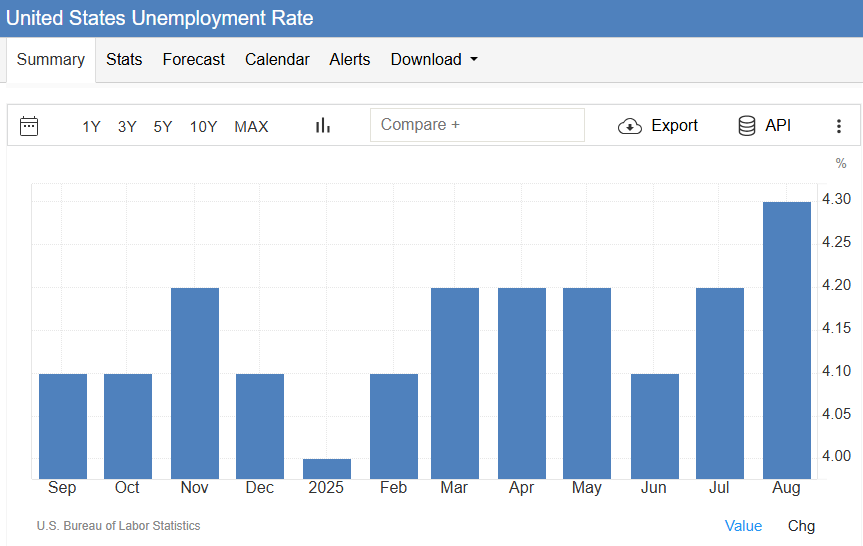 United States Unemployment Rate
Summary Stats Forecast Calendar Alerts Download
1Y 3Y 5Y 10Y MAX Compare + Export API
%
4.30
4.25
4.20
4.15
4.10
4.05
4.00
Sep Oct Nov Dec 2025 Feb Mar Apr May Jun Jul Aug
U.S. Bureau of Labor Statistics Value Chg